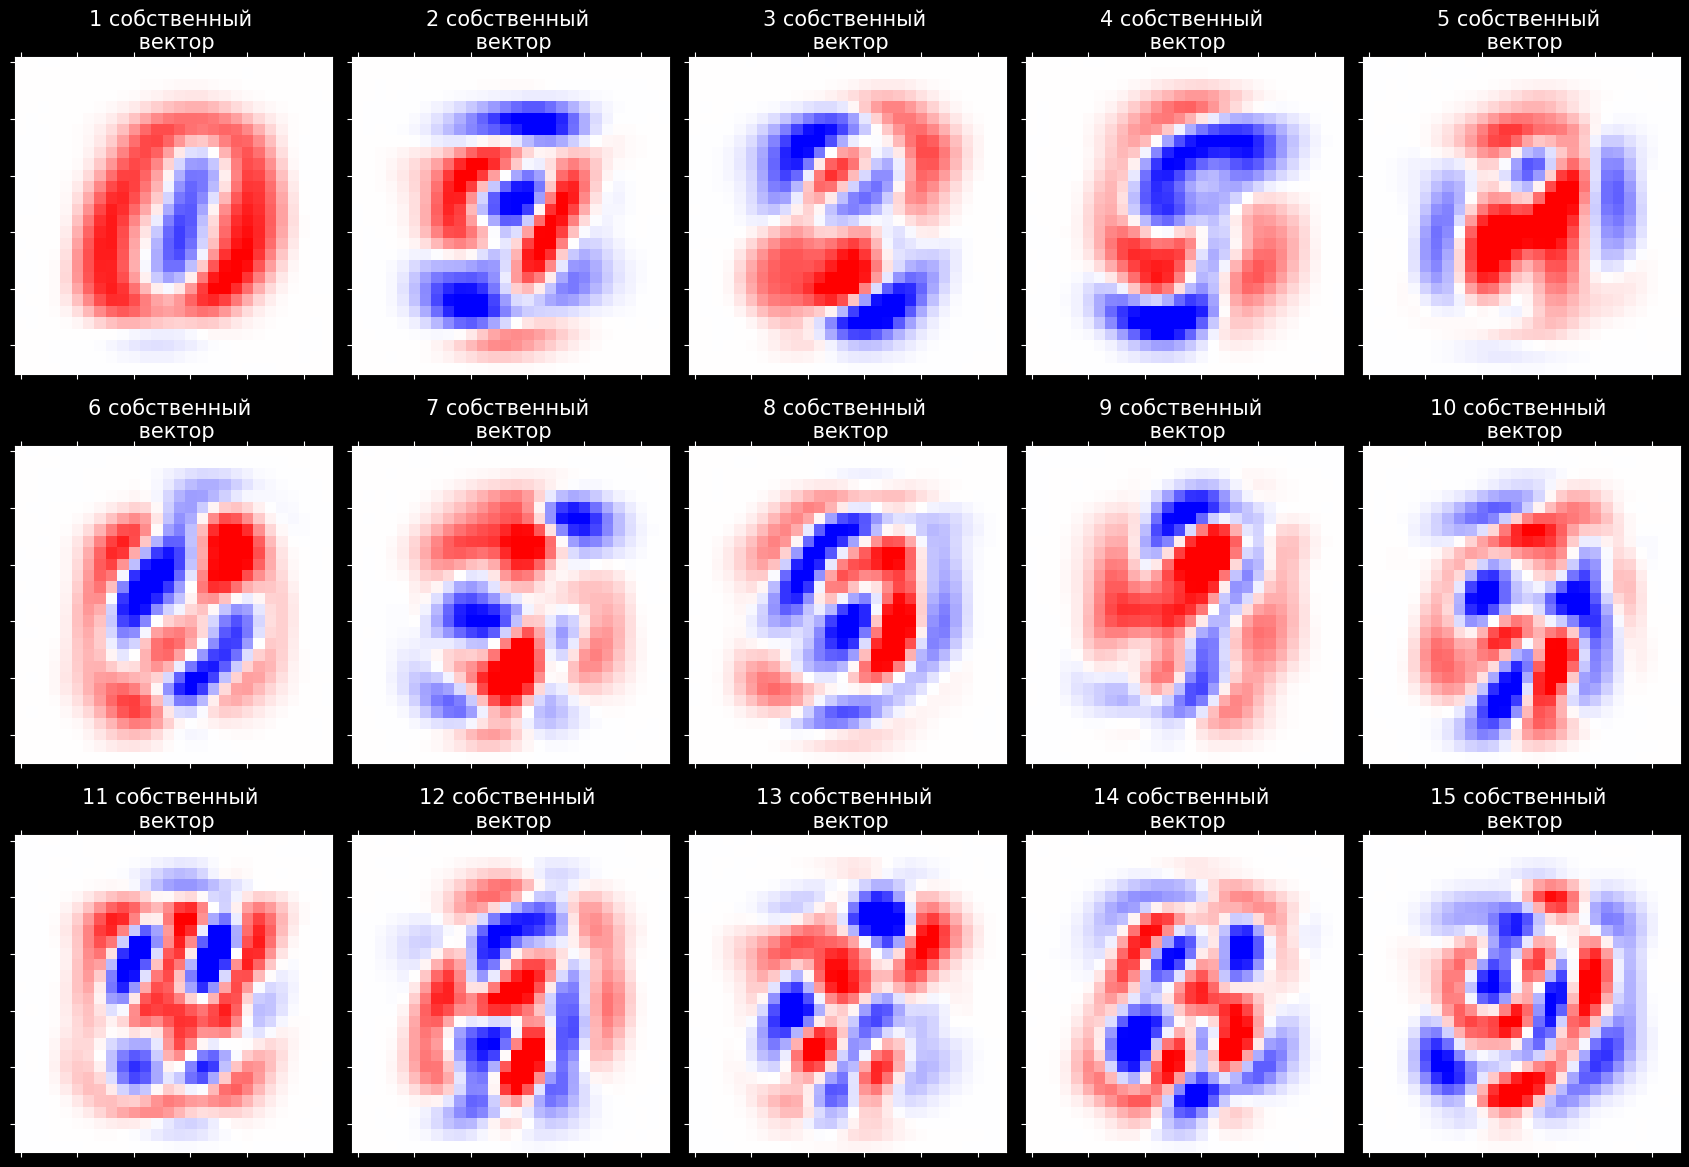 1 собственный
вектор
2 собственный
вектор
3 собственный
вектор
4 собственный
вектор
5 собственный
вектор
6 собственный
вектор
7 собственный
вектор
8 собственный
вектор
9 собственный
вектор
10 собственный
вектор
11 собственный
вектор
12 собственный
вектор
13 собственный
вектор
14 собственный
вектор
15 собственный
вектор